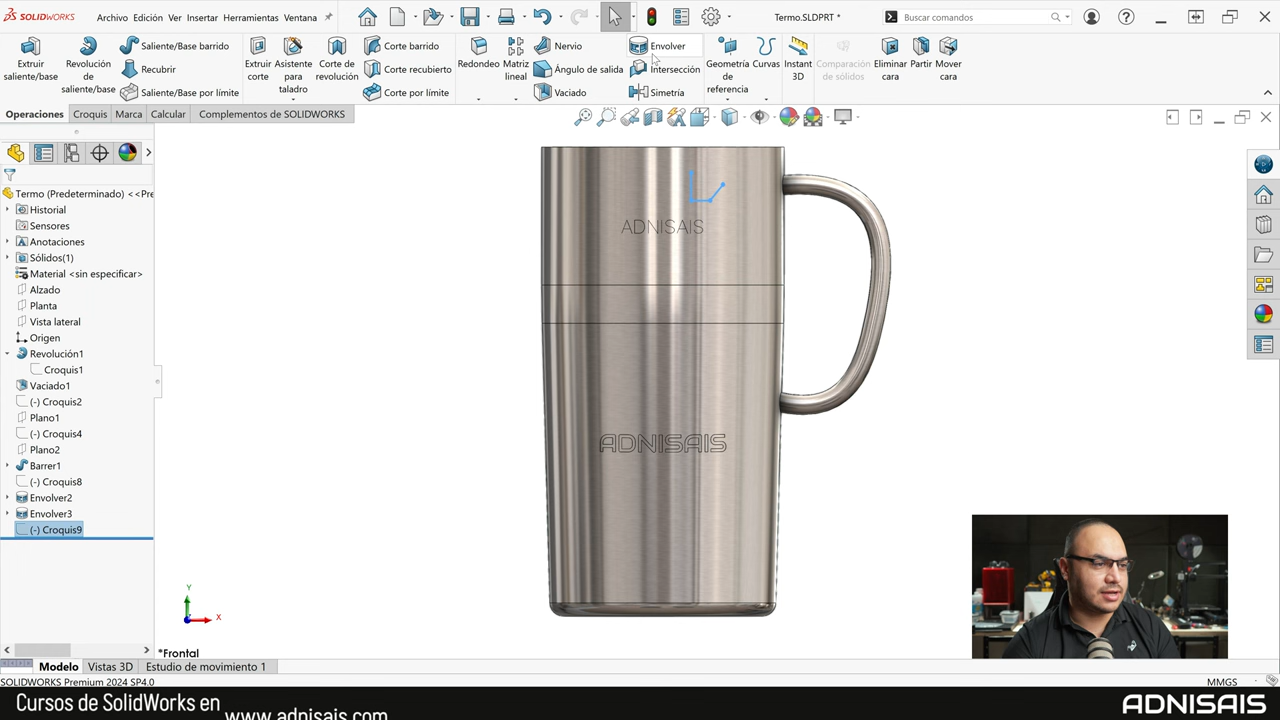 SOLIDWORKS
Archivo Edición Ver Insertar Herramientas Ventana
Termo.SLDPRT *
Buscar comandos
Extruir saliente/base
Revolución de saliente/base
Saliente/Base barrido
Recubrir
Saliente/Base por límite
Extruir corte
Asistente para taladro
Corte de revolución
Corte barrido
Corte recubierto
Corte por límite
Redondeo
Matriz lineal
Nervio
Ángulo de salida
Vaciado
Envolver
Intersección
Simetría
Geometría de referencia
Curvas
Instant 3D
Comparación de sólidos
Eliminar cara
Partir
Mover cara
Operaciones Croquis Marca Calcular Complementos de SOLIDWORKS
Termo (Predeterminado) <<Pre
Historial
Sensores
Anotaciones
Sólidos(1)
Material <sin especificar>
Alzado
Planta
Vista lateral
Origen
Revolución1
Croquis1
Vaciado1
(-) Croquis2
Plano1
(-) Croquis4
Plano2
Barrer1
(-) Croquis8
Envolver2
Envolver3
(-) Croquis9
ADNISAIS
ADNISAIS
Y
X
*Frontal
Modelo Vistas 3D Estudio de movimiento 1
SOLIDWORKS Premium 2024 SP4.0
MMGS
Cursos de SolidWorks en
www.adnisais.com
ADNISAIS